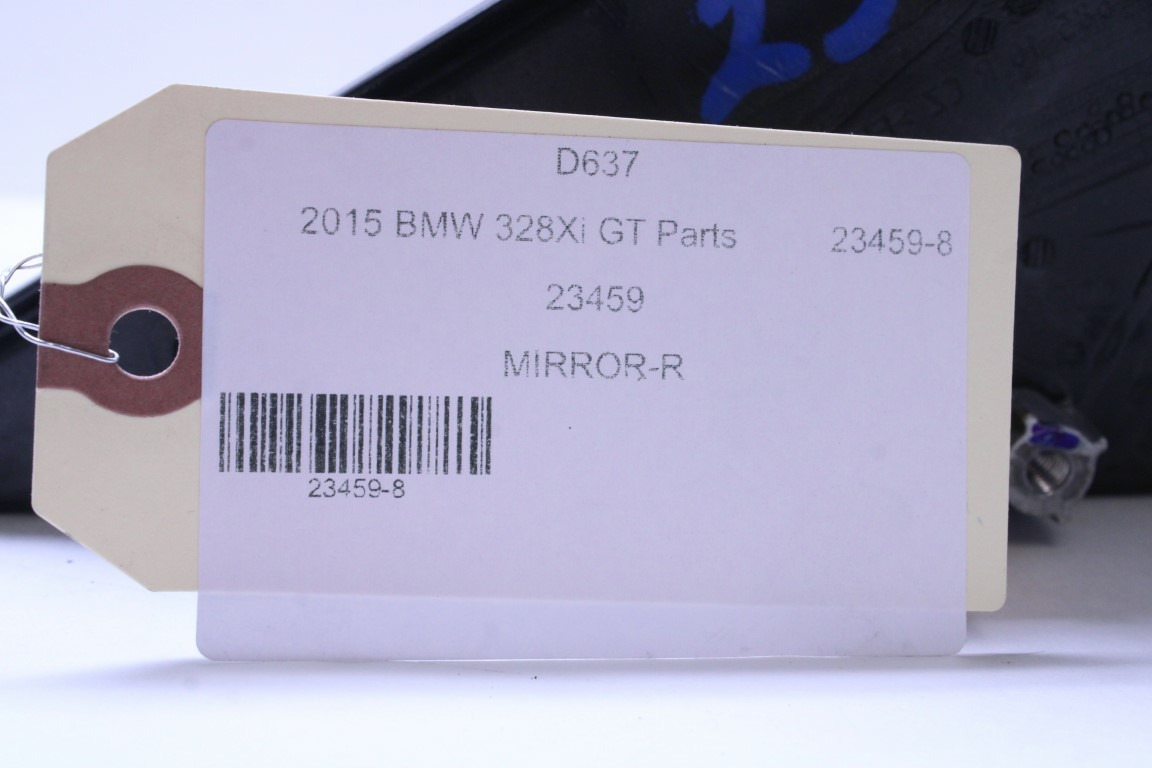 D637
2015 BMW 328Xi GT Parts 23459-8
23459
MIRROR-R
23459-8